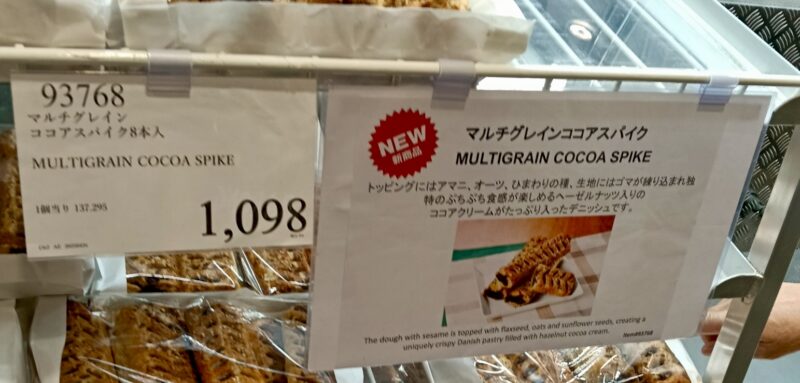 93768
マルチグレイン
ココアスパイク8本入
MULTIGRAIN COCOA SPIKE
1個当り 137.295
1,098
NEW
新商品
マルチグレインココアスパイク
MULTIGRAIN COCOA SPIKE
トッピングにはアマニ、オーツ、ひまわりの種、生地にはゴマが練り込まれ独
特のぷちぷち食感が楽しめるヘーゼルナッツ入りの
ココアクリームがたっぷり入ったデニッシュです。
The dough with sesame is topped with flaxseed, oats and sunflower seeds, creating a
uniquely crispy Danish pastry filled with hazelnut cocoa cream.
Item#93768